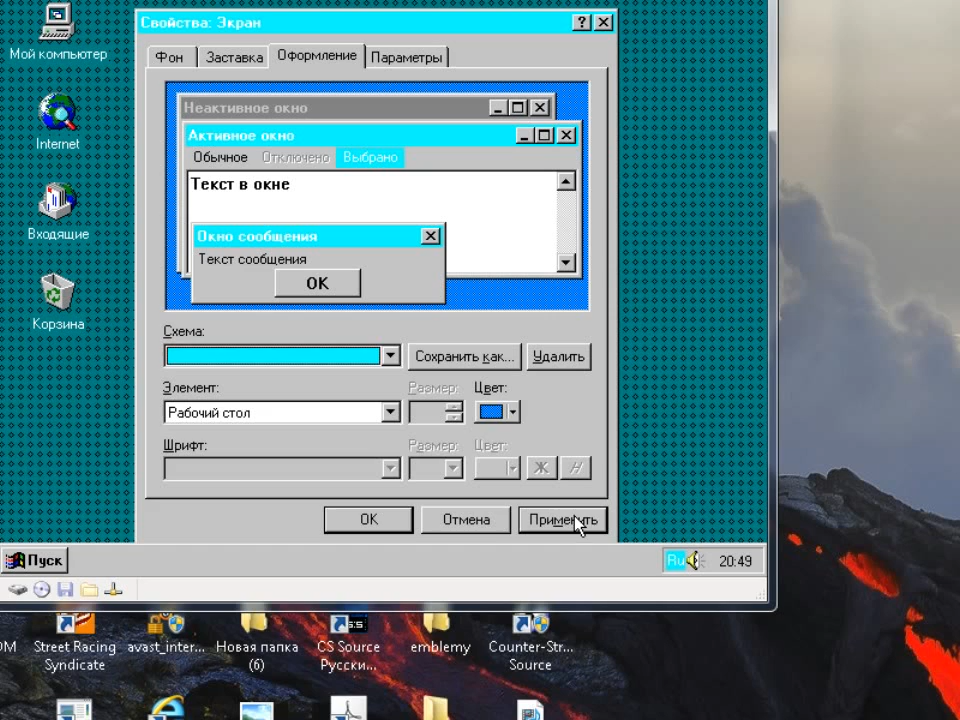 Мой компьютер
Internet
Входящие
Корзина
Свойства: Экран
Фон
Заставка
Оформление
Параметры
Неактивное окно
Активное окно
Обычное Отключено Выбрано
Текст в окне
Окно сообщения
Текст сообщения
OK
Схема:
Сохранить как...
Удалить
Элемент:
Размер:
Цвет:
Рабочий стол
Шрифт:
Размер:
Цвет:
Ж
К
OK
Отмена
Применить
Пуск
Ru
20:49
Street Racing
Syndicate
avast_inter...
Новая папка
(6)
CS Source
Русски...
emblemy
Counter-Str...
Source